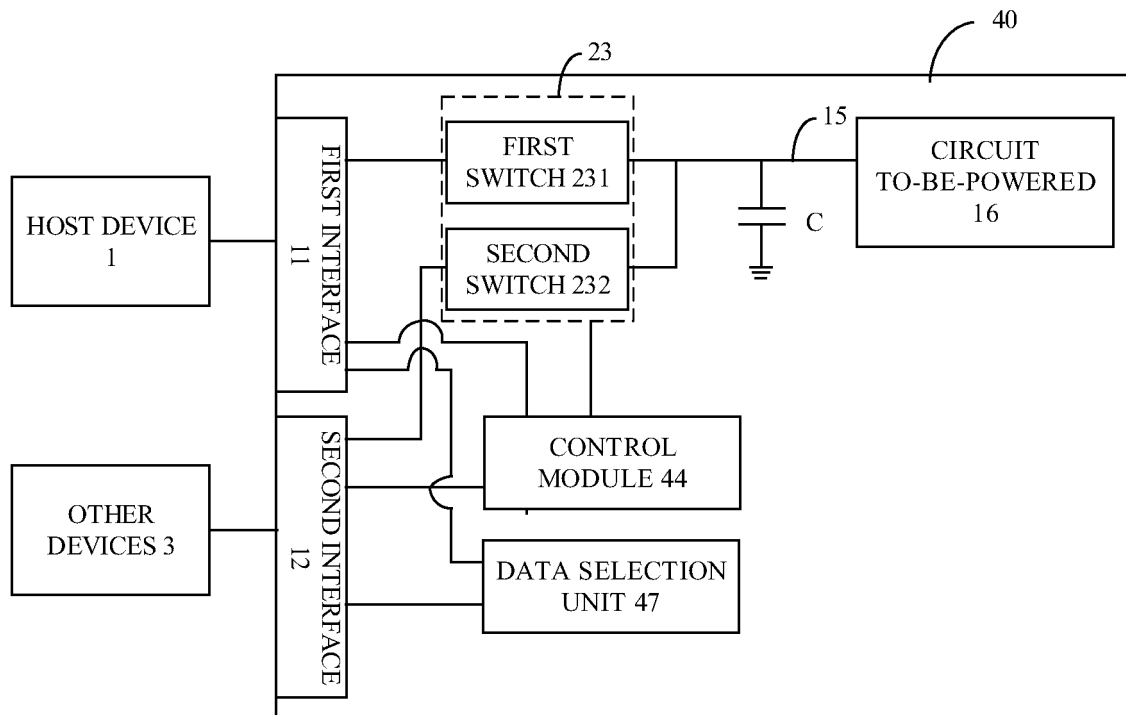 40
23
15
FIRST
SWITCH 231
CIRCUIT
TO-BE-POWERED
16
FIRST INTERFACE
11
HOST DEVICE
1
C
SECOND
SWITCH 232
SECOND INTERFACE
12
CONTROL
MODULE 44
OTHER
DEVICES 3
DATA SELECTION
UNIT 47